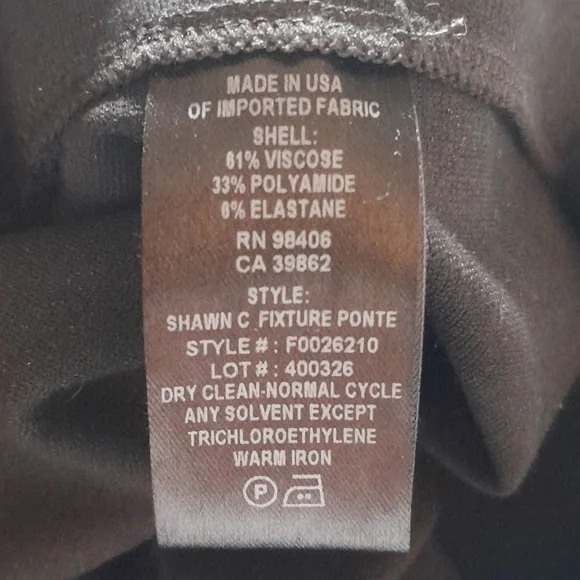 MADE IN USA
OF IMPORTED FABRIC
SHELL:
61% VISCOSE
33% POLYAMIDE
6% ELASTANE
RN 98406
CA 39862
STYLE:
SHAWN C FIXTURE PONTE
STYLE # : F0026210
LOT # : 400326
DRY CLEAN-NORMAL CYCLE
ANY SOLVENT EXCEPT
TRICHLOROETHYLENE
WARM IRON
P